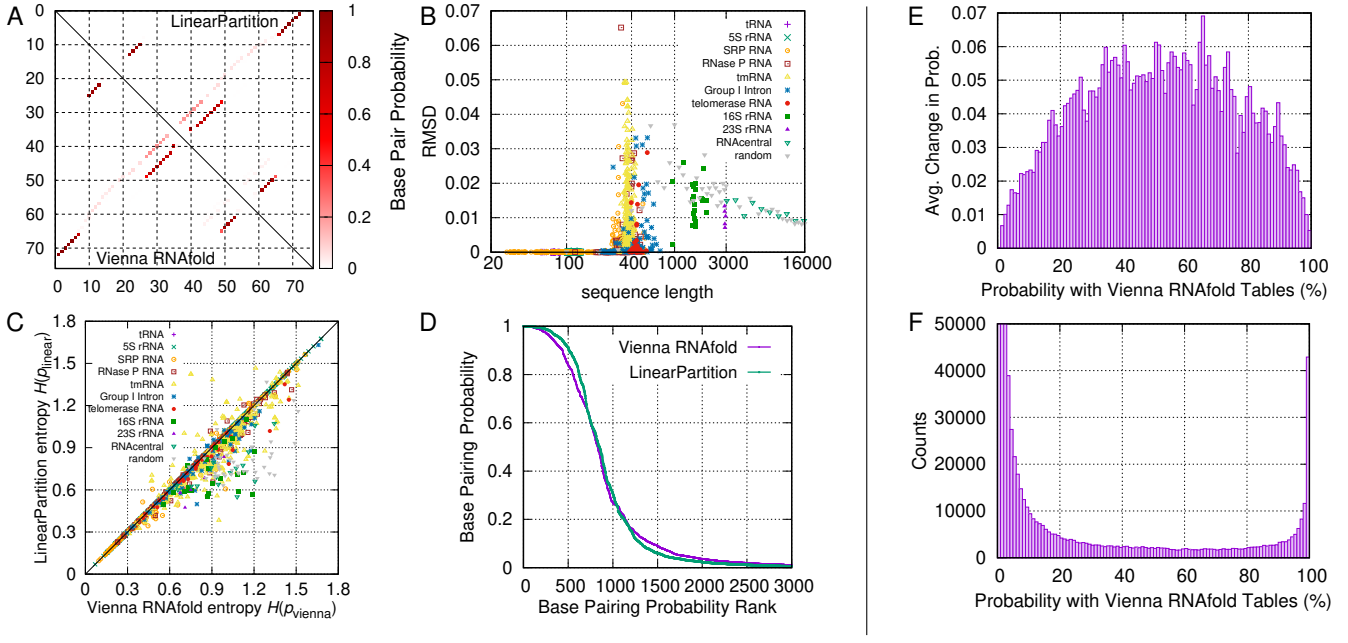 A
LinearPartition
Vienna RNAfold
0
10
20
30
40
50
60
70
0 10 20 30 40 50 60 70
1
0.8
0.6
0.4
0.2
0
Base Pair Probability
B
0.07
0.06
0.05
0.04
0.03
0.02
0.01
0
RMSD
tRNA
5S rRNA
SRP RNA
RNase P RNA
tmRNA
Group I Intron
telomerase RNA
16S rRNA
23S rRNA
RNAcentral
random
20 100 400 1000 3000 16000
sequence length
C
1.8
1.5
1.2
0.9
0.6
0.3
0
LinearPartition entropy H(plinear)
tRNA
5S rRNA
SRP RNA
RNase P RNA
tmRNA
Group I Intron
telomerase RNA
16S rRNA
23S rRNA
RNAcentral
random
0 0.3 0.6 0.9 1.2 1.5 1.8
Vienna RNAfold entropy H(pvienna)
D
1
0.8
0.6
0.4
0.2
0
Base Pairing Probability
Vienna RNAfold
LinearPartition
0 500 1000 1500 2000 2500 3000
Base Pairing Probability Rank
E
0.07
0.06
0.05
0.04
0.03
0.02
0.01
0.00
Avg. Change in Prob.
0 20 40 60 80 100
Probability with Vienna RNAfold Tables (%)
F
50000
40000
30000
20000
10000
0
Counts
0 20 40 60 80 100
Probability with Vienna RNAfold Tables (%)